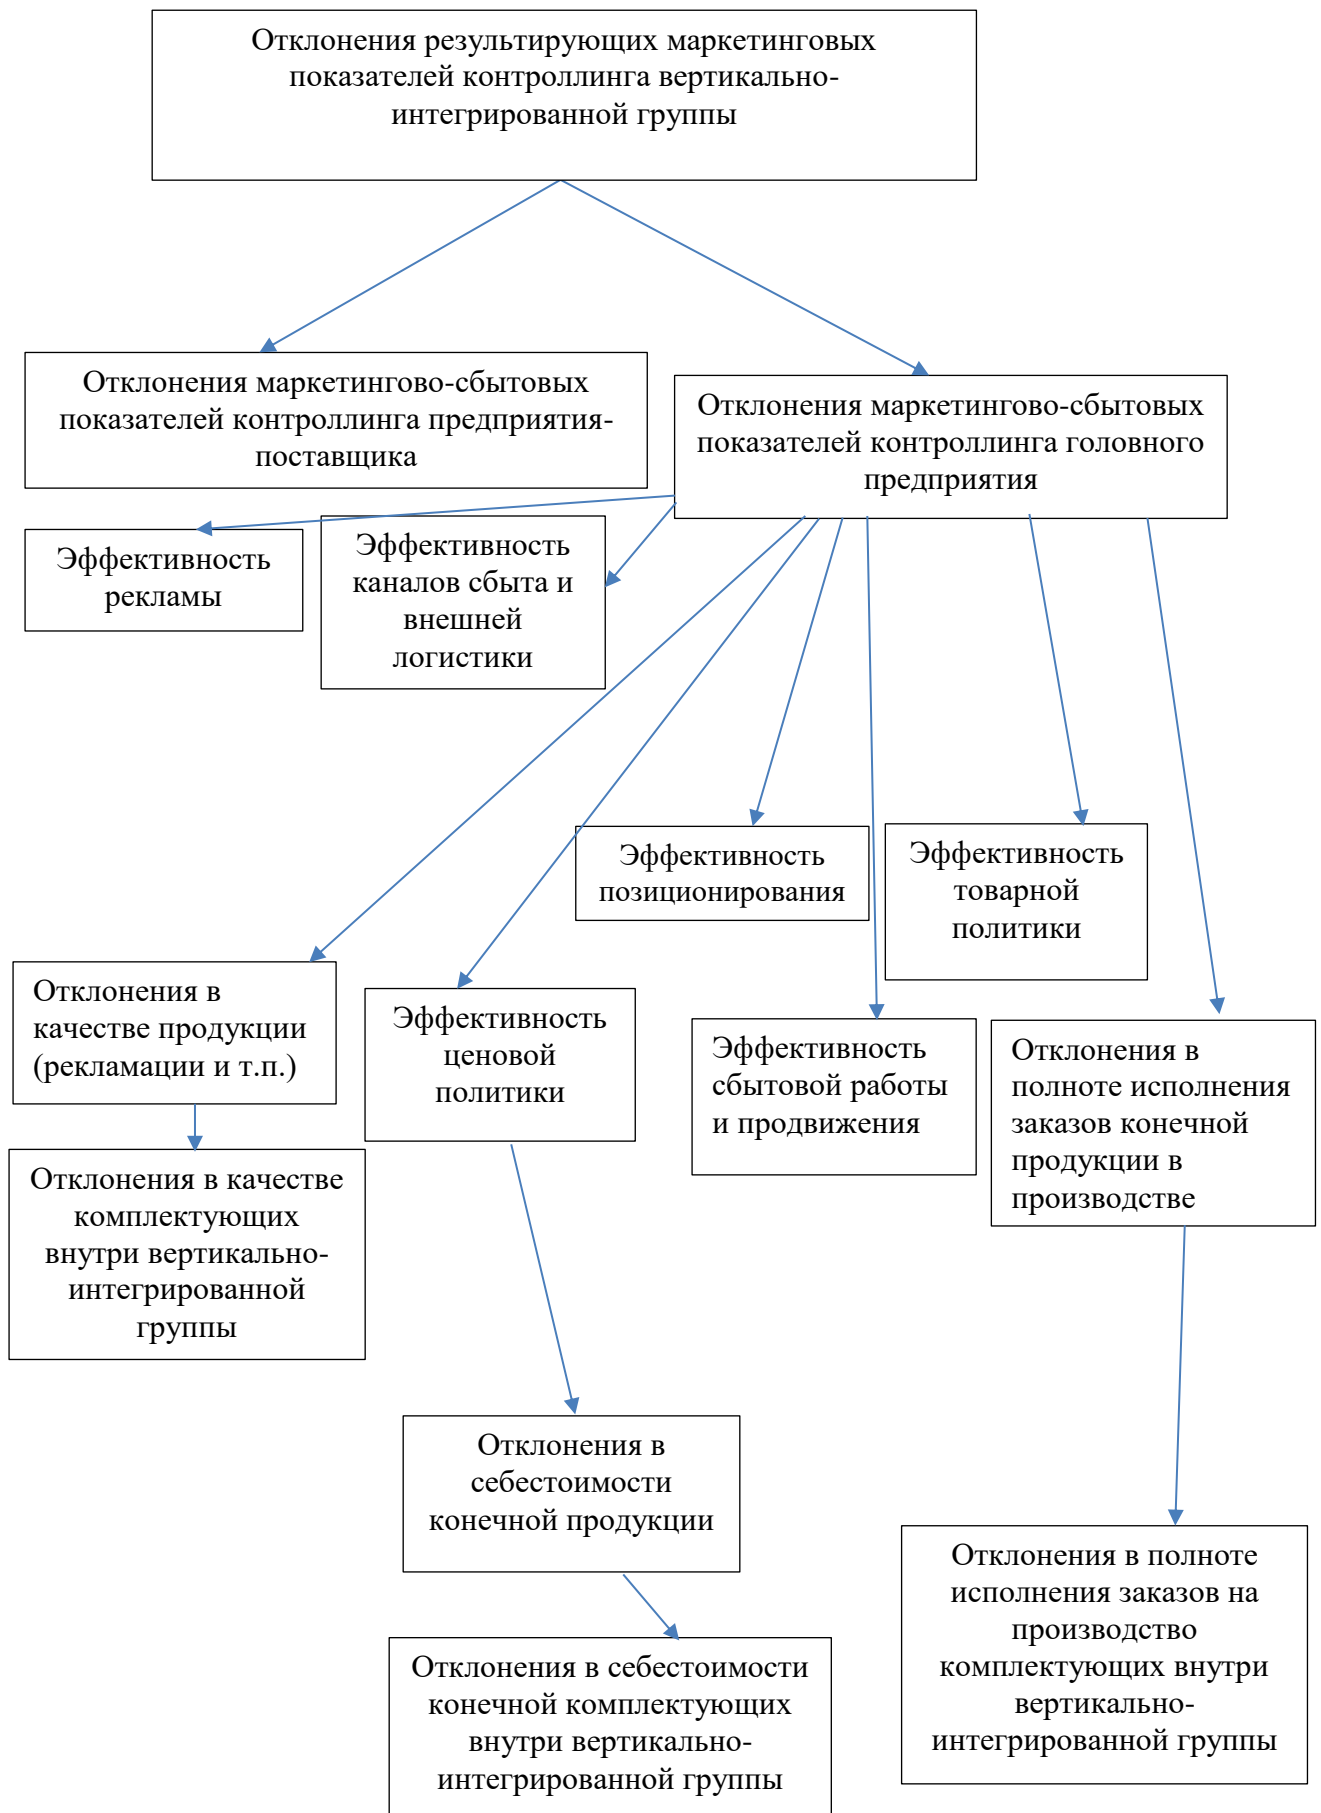 Отклонения результирующих маркетинговых
показателей контроллинга вертикально-
интегрированной группы
Отклонения маркетингово-сбытовых
показателей контроллинга предприятия-
поставщика
Отклонения маркетингово-сбытовых
показателей контроллинга головного
предприятия
Эффективность
рекламы
Эффективность
каналов сбыта и
внешней
логистики
Эффективность
позиционирования
Эффективность
товарной
политики
Отклонения в
качестве продукции
(рекламации и т.п.)
Эффективность
ценовой
политики
Эффективность
сбытовой работы
и продвижения
Отклонения в
полноте исполнения
заказов конечной
продукции в
производстве
Отклонения в качестве
комплектующих
внутри вертикально-
интегрированной
группы
Отклонения в
себестоимости
конечной продукции
Отклонения в полноте
исполнения заказов на
производство
комплектующих внутри
вертикально-
интегрированной группы
Отклонения в себестоимости
конечной комплектующих
внутри вертикально-
интегрированной группы